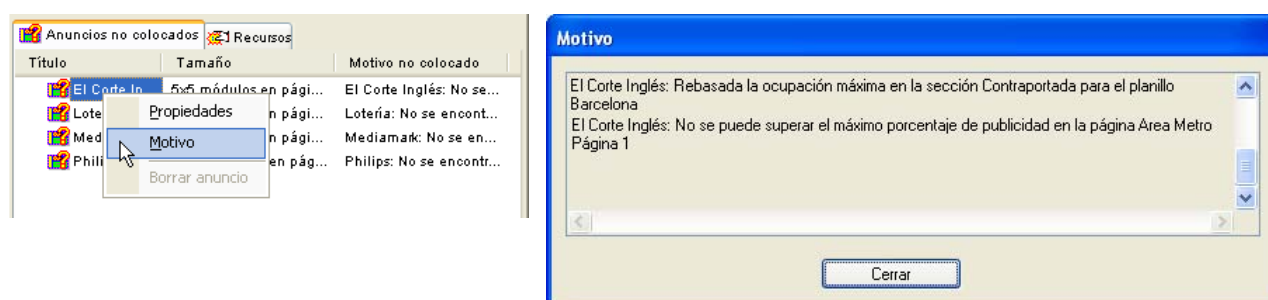 Anuncios no colocados Recursos
Título Tamaño Motivo no colocado
El Corte In... 5x5 módulos en pági... El Corte Inglés: No se...
Lote n pági... Lotería: No se encont...
Med n pági... Mediamark: No se en...
Phili en pág... Philips: No se encontr...
Propiedades
Motivo
Borrar anuncio
Motivo
El Corte Inglés: Rebasada la ocupación máxima en la sección Contraportada para el planillo
Barcelona
El Corte Inglés: No se puede superar el máximo porcentaje de publicidad en la página Area Metro
Página 1
Cerrar